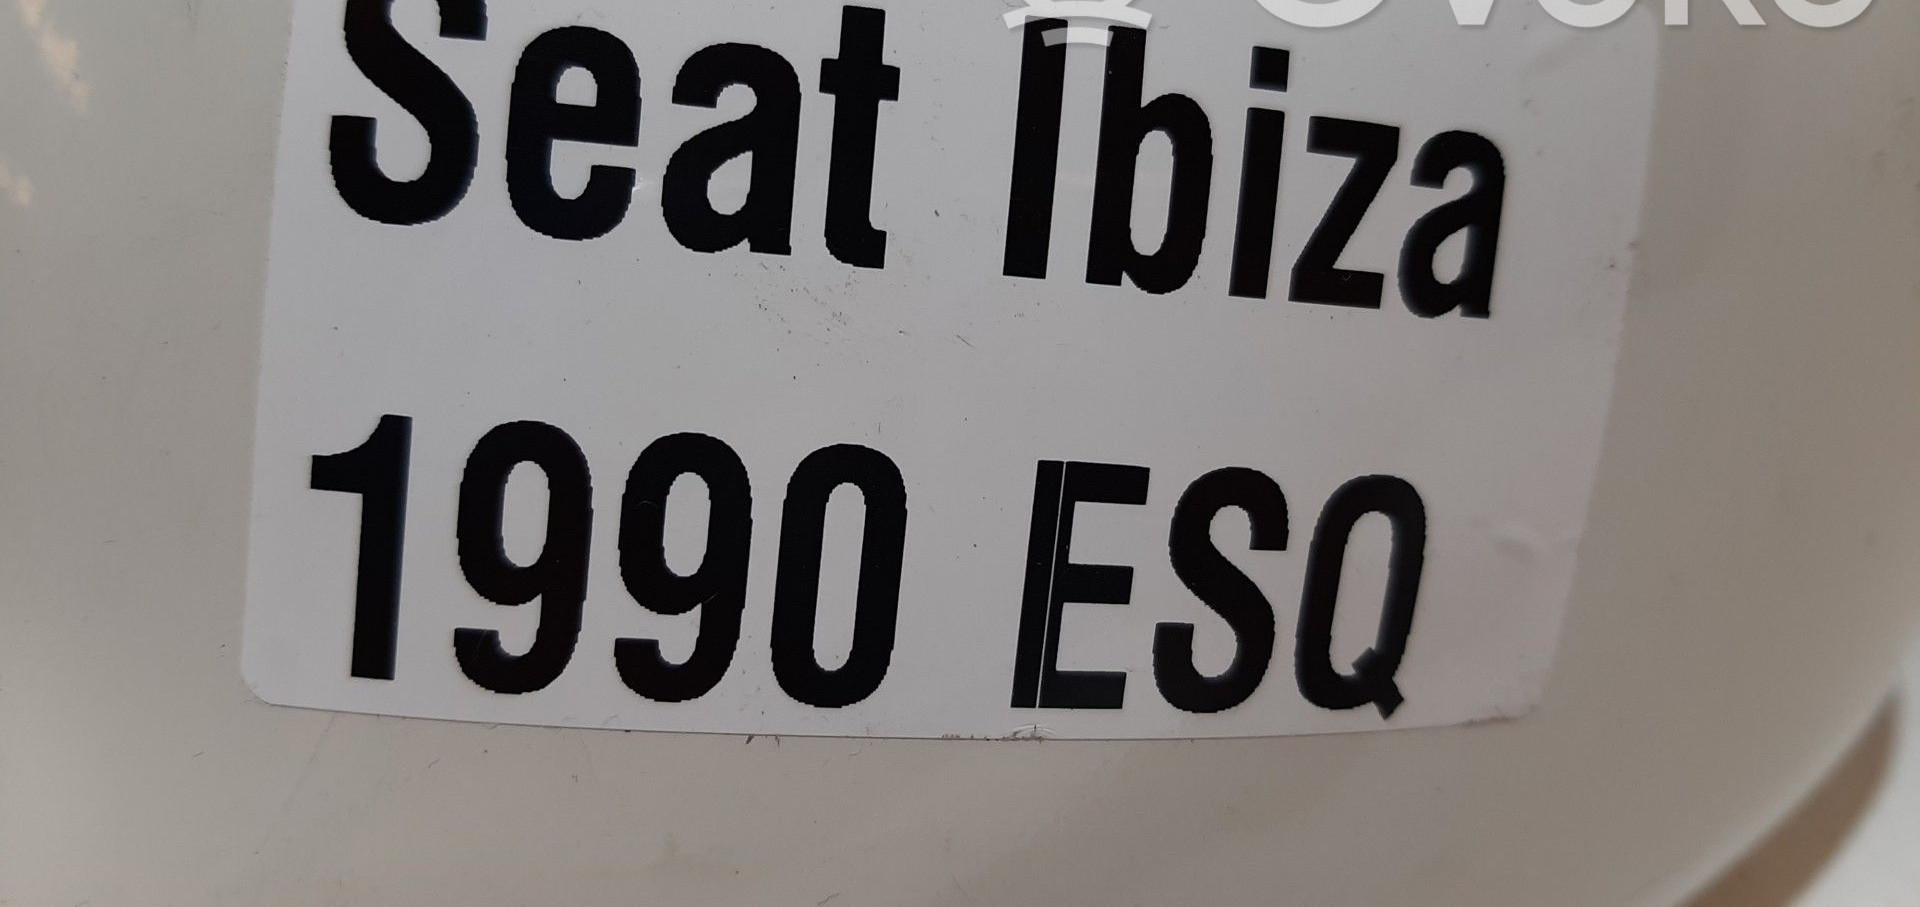 Seat Ibiza
1990 ESQ